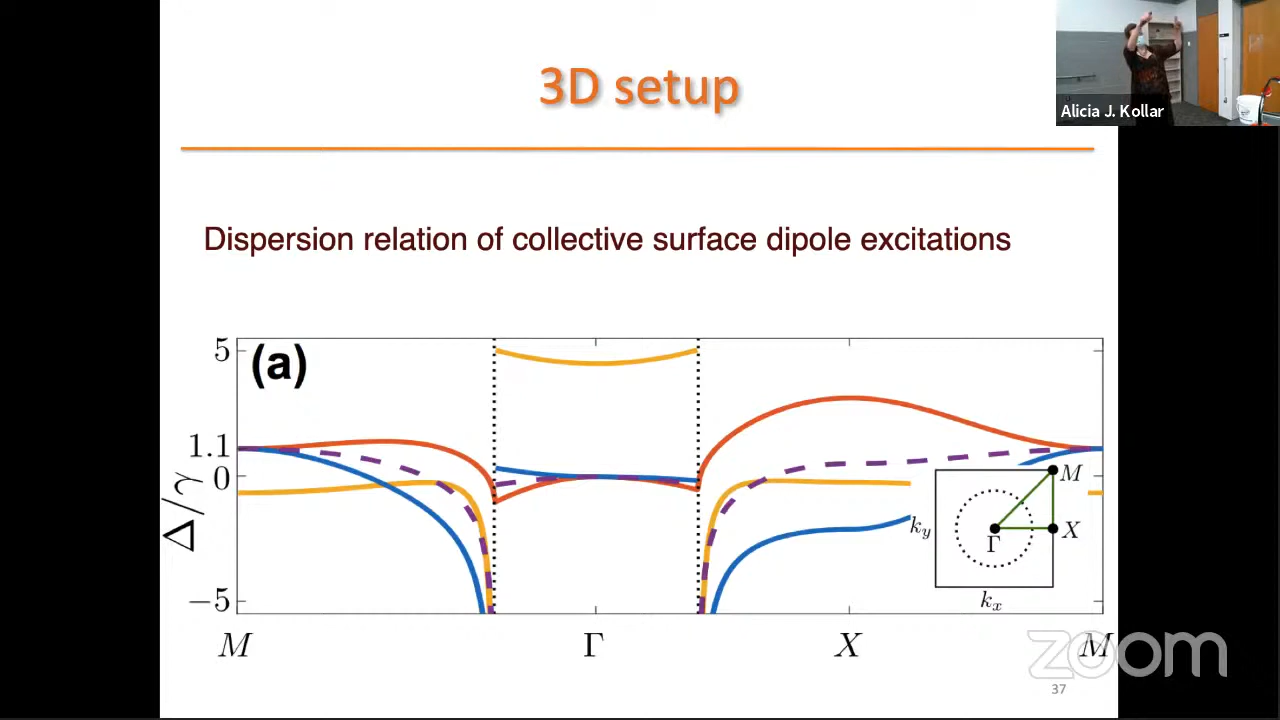 3D setup
Alicia J. Kollar
Dispersion relation of collective surface dipole excitations
(a)
5
1.1
0
−5
Δ/γ
M
Γ
X
M
k_y
k_x
Γ
X
M
zoom
37